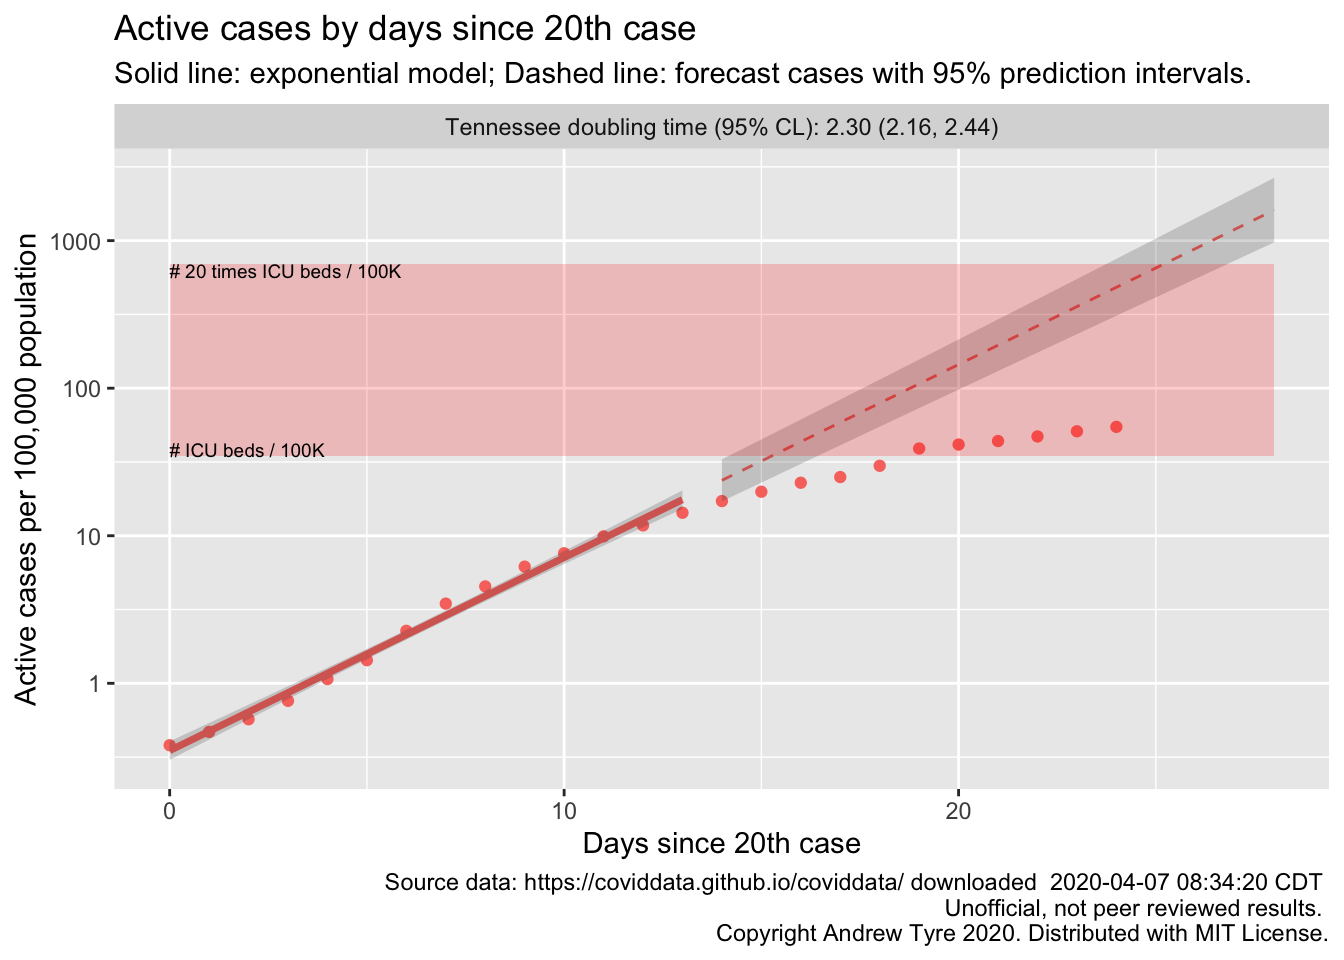 Active cases by days since 20th case
Solid line: exponential model; Dashed line: forecast cases with 95% prediction intervals.
Tennessee doubling time (95% CL): 2.30 (2.16, 2.44)
Active cases per 100,000 population
1000
100
10
1
# 20 times ICU beds / 100K
# ICU beds / 100K
0
10
20
Days since 20th case
Source data: https://coviddata.github.io/coviddata/ downloaded  2020-04-07 08:34:20 CDT
Unofficial, not peer reviewed results.
Copyright Andrew Tyre 2020. Distributed with MIT License.